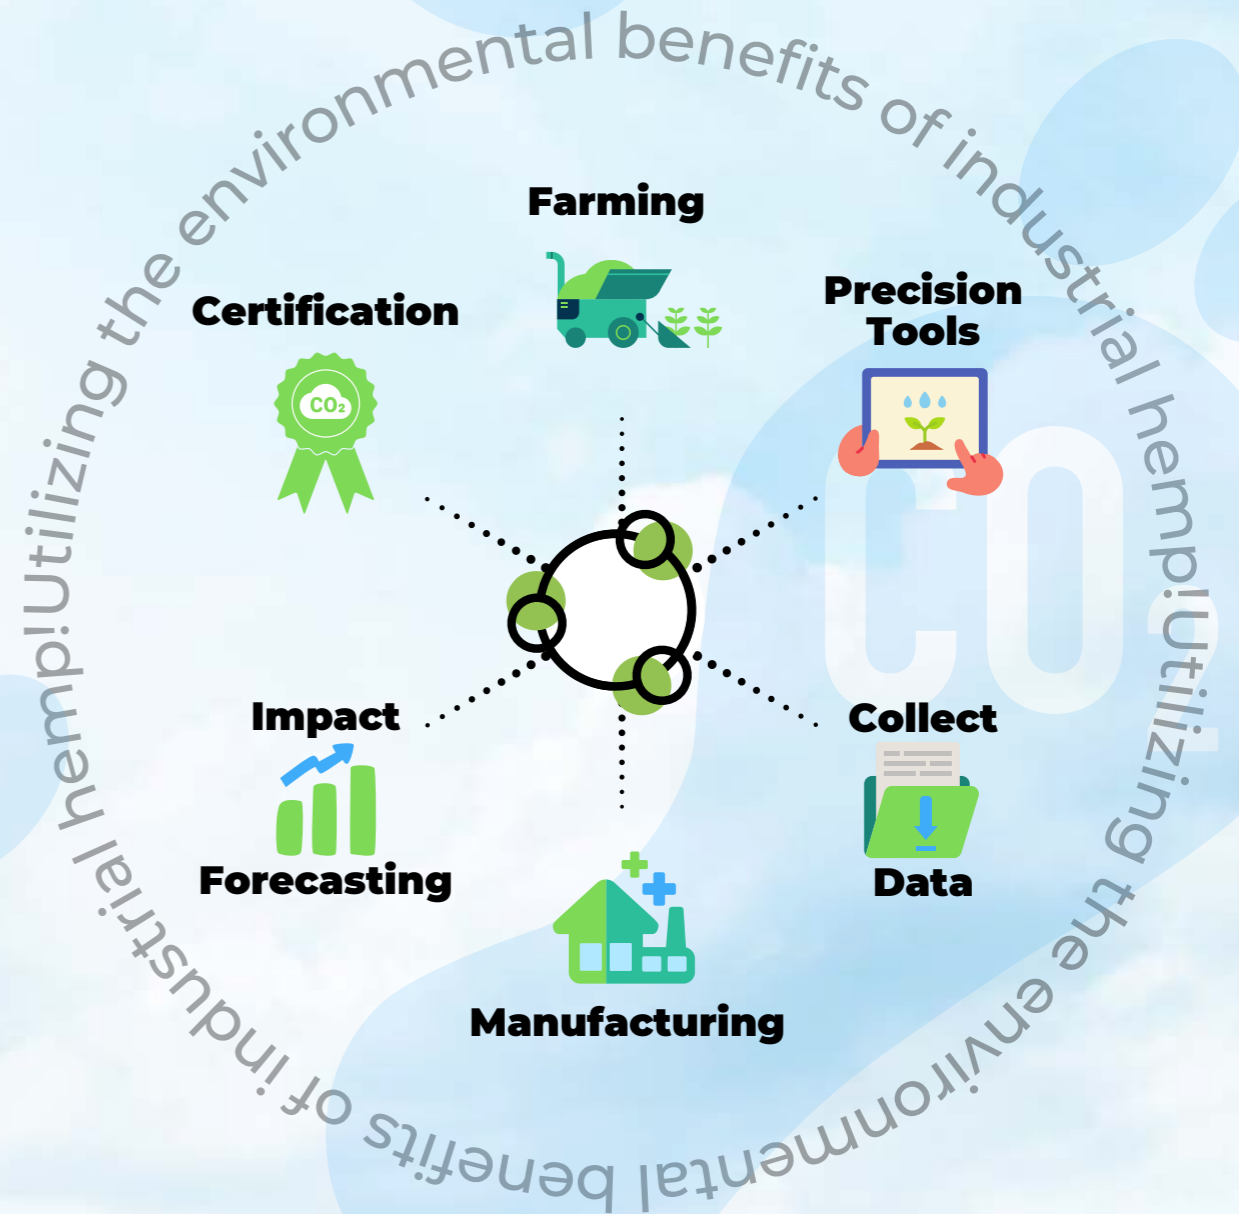 Utilizing the environmental benefits of industrial hemp!Utilizing the environmental benefits of industrial hemp!
Farming
Precision
Tools
Certification
CO₂
CO₂
Collect
Data
Impact
Forecasting
Manufacturing